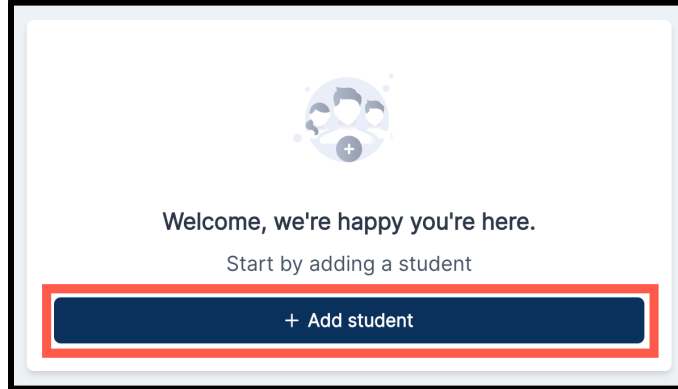 Welcome, we're happy you're here.
Start by adding a student
+ Add student